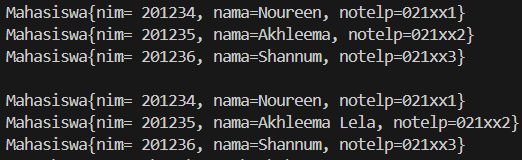 Mahasiswa{nim= 201234, nama=Noureen, notelp=021xx1}
Mahasiswa{nim= 201235, nama=Akhleema, notelp=021xx2}
Mahasiswa{nim= 201236, nama=Shannum, notelp=021xx3}

Mahasiswa{nim= 201234, nama=Noureen, notelp=021xx1}
Mahasiswa{nim= 201235, nama=Akhleema Lela, notelp=021xx2}
Mahasiswa{nim= 201236, nama=Shannum, notelp=021xx3}